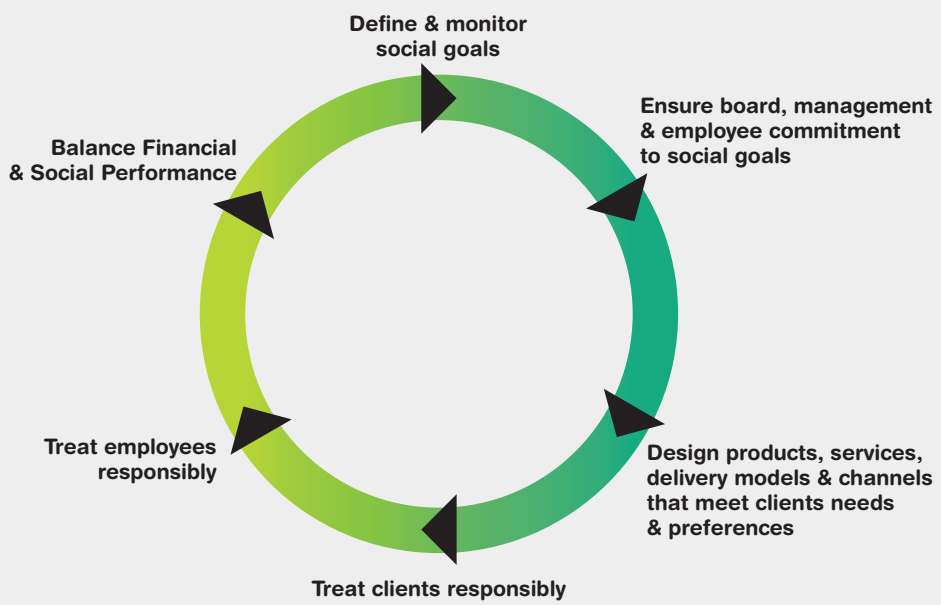 Define & monitor
social goals
Ensure board, management
& employee commitment
to social goals
Design products, services,
delivery models & channels
that meet clients needs
& preferences
Treat clients responsibly
Treat employees
responsibly
Balance Financial
& Social Performance